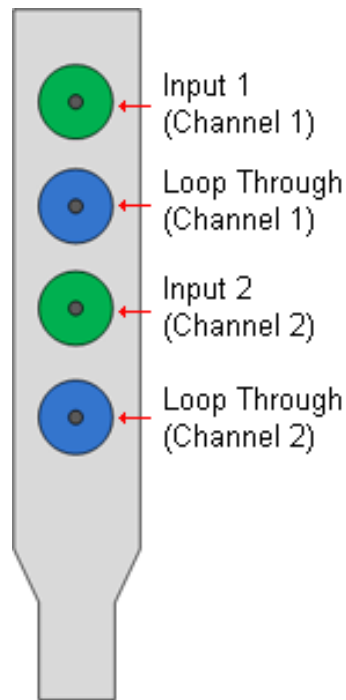 Input 1
(Channel 1)
Loop Through
(Channel 1)
Input 2
(Channel 2)
Loop Through
(Channel 2)